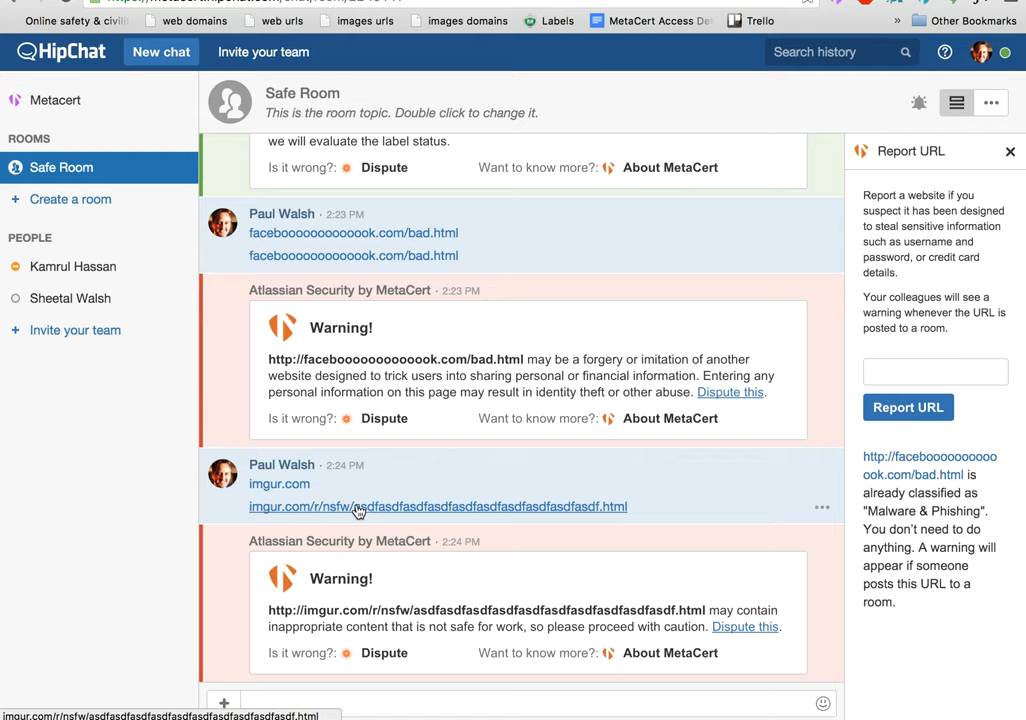 Online safety & civili
web domains
web urls
images urls
images domains
Labels
MetaCert Access De
Trello
»
Other Bookmarks
HipChat
New chat
Invite your team
Search history
Metacert
ROOMS
Safe Room
+ Create a room
PEOPLE
Kamrul Hassan
Sheetal Walsh
+ Invite your team
Safe Room
This is the room topic. Double click to change it.
we will evaluate the label status.
Is it wrong?: Dispute Want to know more?: About MetaCert
Paul Walsh · 2:23 PM
faceboooooooooooook.com/bad.html
faceboooooooooooook.com/bad.html
Atlassian Security by MetaCert · 2:23 PM
Warning!
http://faceboooooooooooook.com/bad.html may be a forgery or imitation of another
website designed to trick users into sharing personal or financial information. Entering any
personal information on this page may result in identity theft or other abuse. Dispute this.
Is it wrong?: Dispute Want to know more?: About MetaCert
Paul Walsh · 2:24 PM
imgur.com
imgur.com/r/nsfw/asdfasdfasdfasdfasdfasdfasdfasdfasdfasdf.html
Atlassian Security by MetaCert · 2:24 PM
Warning!
http://imgur.com/r/nsfw/asdfasdfasdfasdfasdfasdfasdfasdfasdfasdf.html may contain
inappropriate content that is not safe for work, so please proceed with caution. Dispute this.
Is it wrong?: Dispute Want to know more?: About MetaCert
Report URL
Report a website if you
suspect it has been designed
to steal sensitive information
such as username and
password, or credit card
details.
Your colleagues will see a
warning whenever the URL is
posted to a room.
Report URL
http://faceboooooooooo
ook.com/bad.html is
already classified as
"Malware & Phishing".
You don't need to do
anything. A warning will
appear if someone
posts this URL to a
room.
imgur.com/r/nsfw/asdfasdfasdfasdfasdfasdfasdfasdfasdfasdf.html